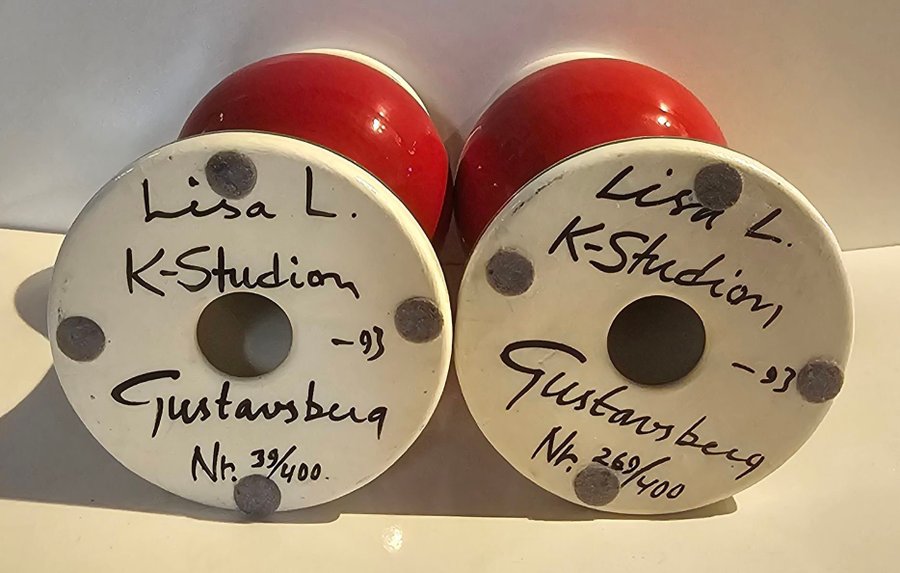 Lisa L.
K-Studion
-93
Gustavsberg
Nr. 39/400.
Lisa L.
K-Studion
-93
Gustavsberg
Nr. 269/400